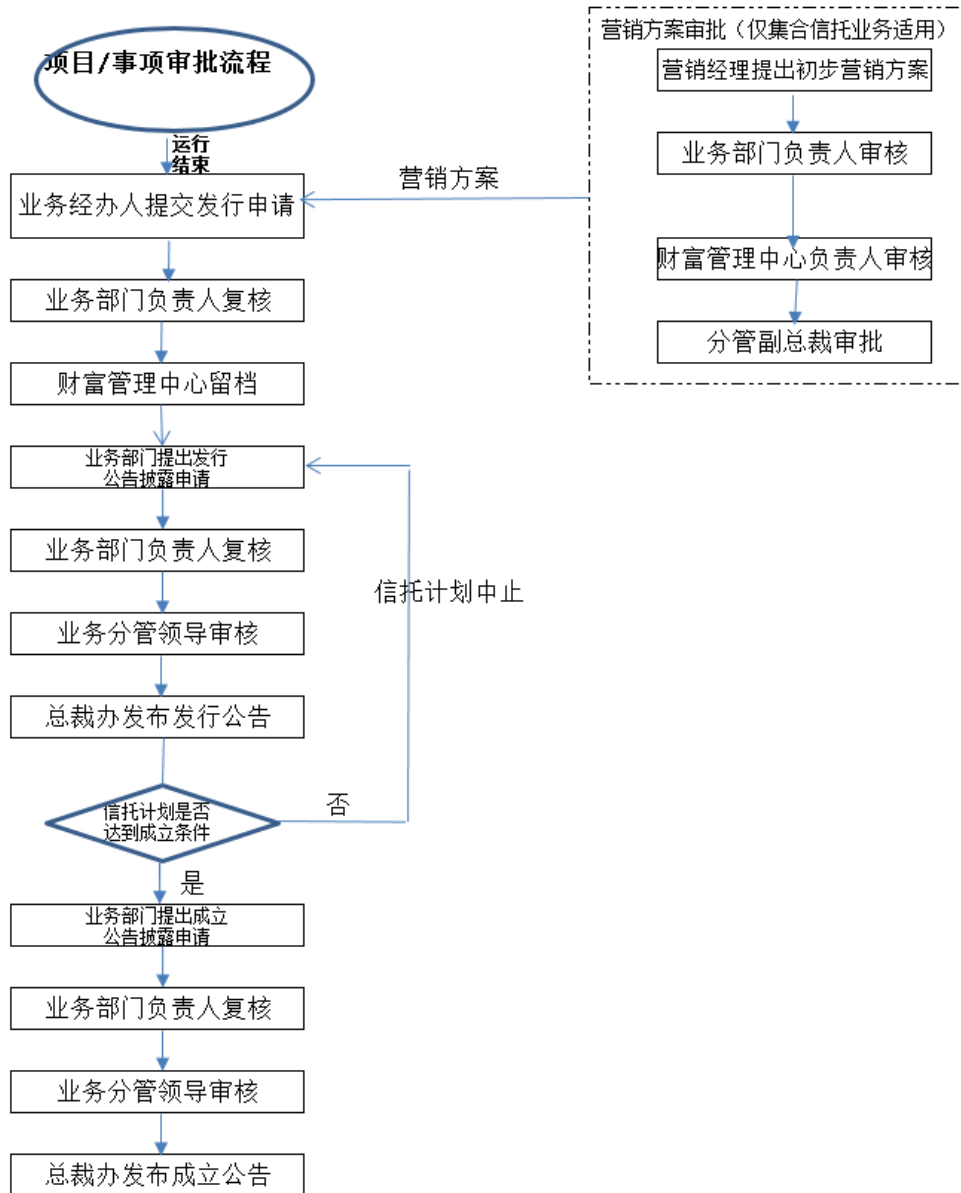 项目/事项审批流程
运行
结束
业务经办人提交发行申请
业务部门负责人复核
财富管理中心留档
业务部门提出发行
公告披露申请
业务部门负责人复核
业务分管领导审核
总裁办发布发行公告
信托计划是否
达到成立条件
否
信托计划中止
是
业务部门提出成立
公告披露申请
业务部门负责人复核
业务分管领导审核
总裁办发布成立公告
营销方案
营销方案审批（仅集合信托业务适用）
营销经理提出初步营销方案
业务部门负责人审核
财富管理中心负责人审核
分管副总裁审批